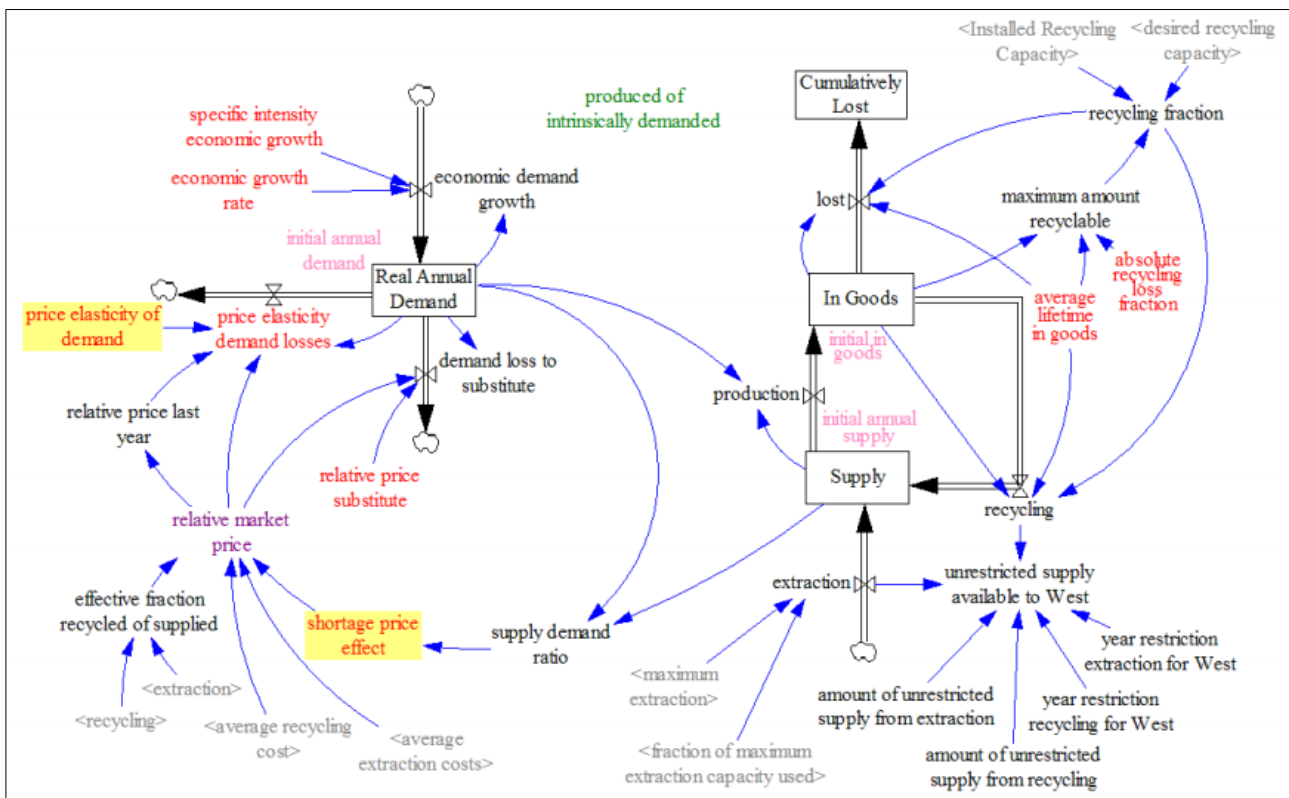 <Installed Recycling
Capacity>
<desired recycling
capacity>
Cumulatively
Lost
specific intensity
economic growth
produced of
intrinsically demanded
recycling fraction
economic growth
rate
economic demand
growth
lost
maximum amount
recyclable
initial annual
demand
Real Annual
Demand
In Goods
absolute
recycling
loss
fraction
average
lifetime
in goods
price elasticity of
demand
price elasticity
demand losses
initial in
goods
demand loss to
substitute
production
relative price last
year
initial annual
supply
relative price
substitute
Supply
recycling
relative market
price
extraction
unrestricted supply
available to West
effective fraction
recycled of supplied
shortage price
effect
supply demand
ratio
year restriction
extraction for West
<maximum
extraction>
<extraction>
<recycling>
amount of unrestricted
supply from extraction
year restriction
recycling for West
<average recycling
cost>
<average
extraction costs>
<fraction of maximum
extraction capacity used>
amount of unrestricted
supply from recycling